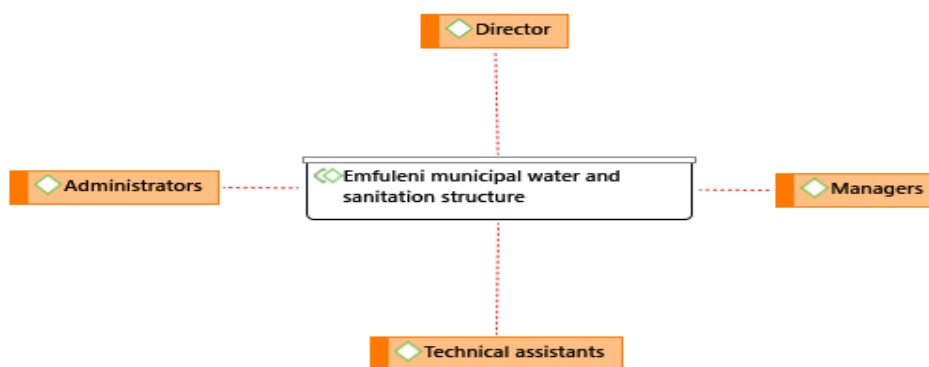 Director
Emfuleni municipal water and
sanitation structure
Administrators
Managers
Technical assistants